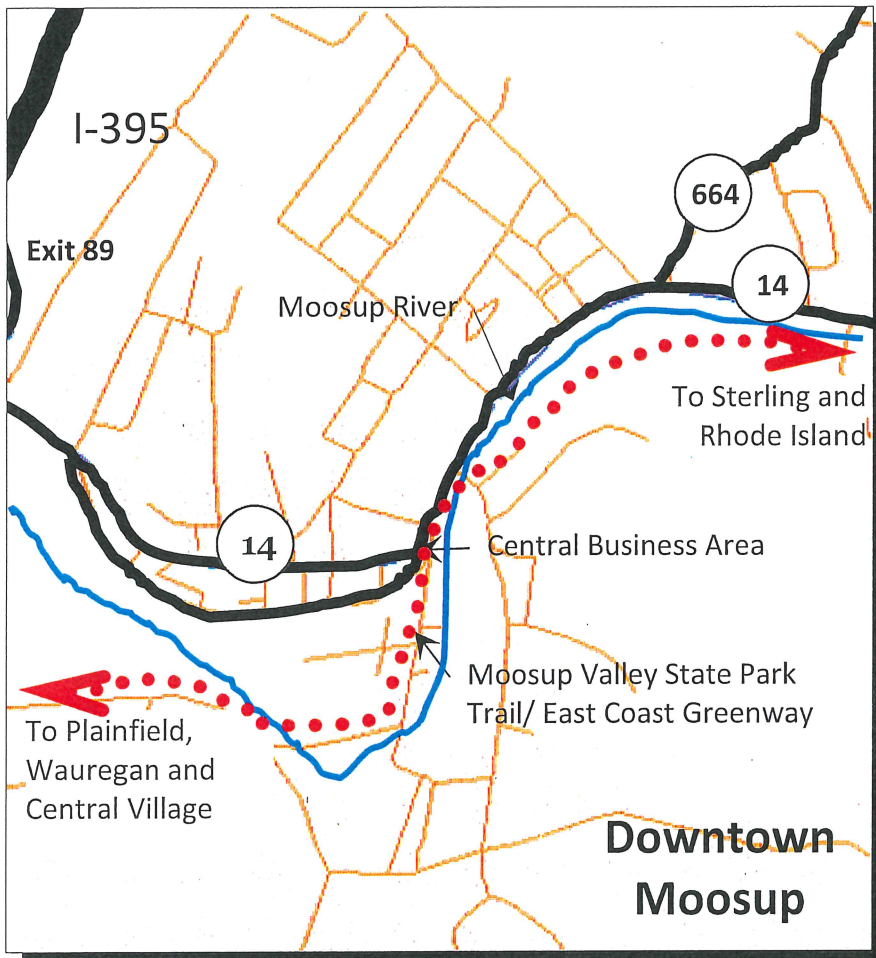 I-395
664
Exit 89
14
Moosup River
To Sterling and
Rhode Island
14
Central Business Area
Moosup Valley State Park
Trail/ East Coast Greenway
To Plainfield,
Wauregan and
Central Village
Downtown
Moosup